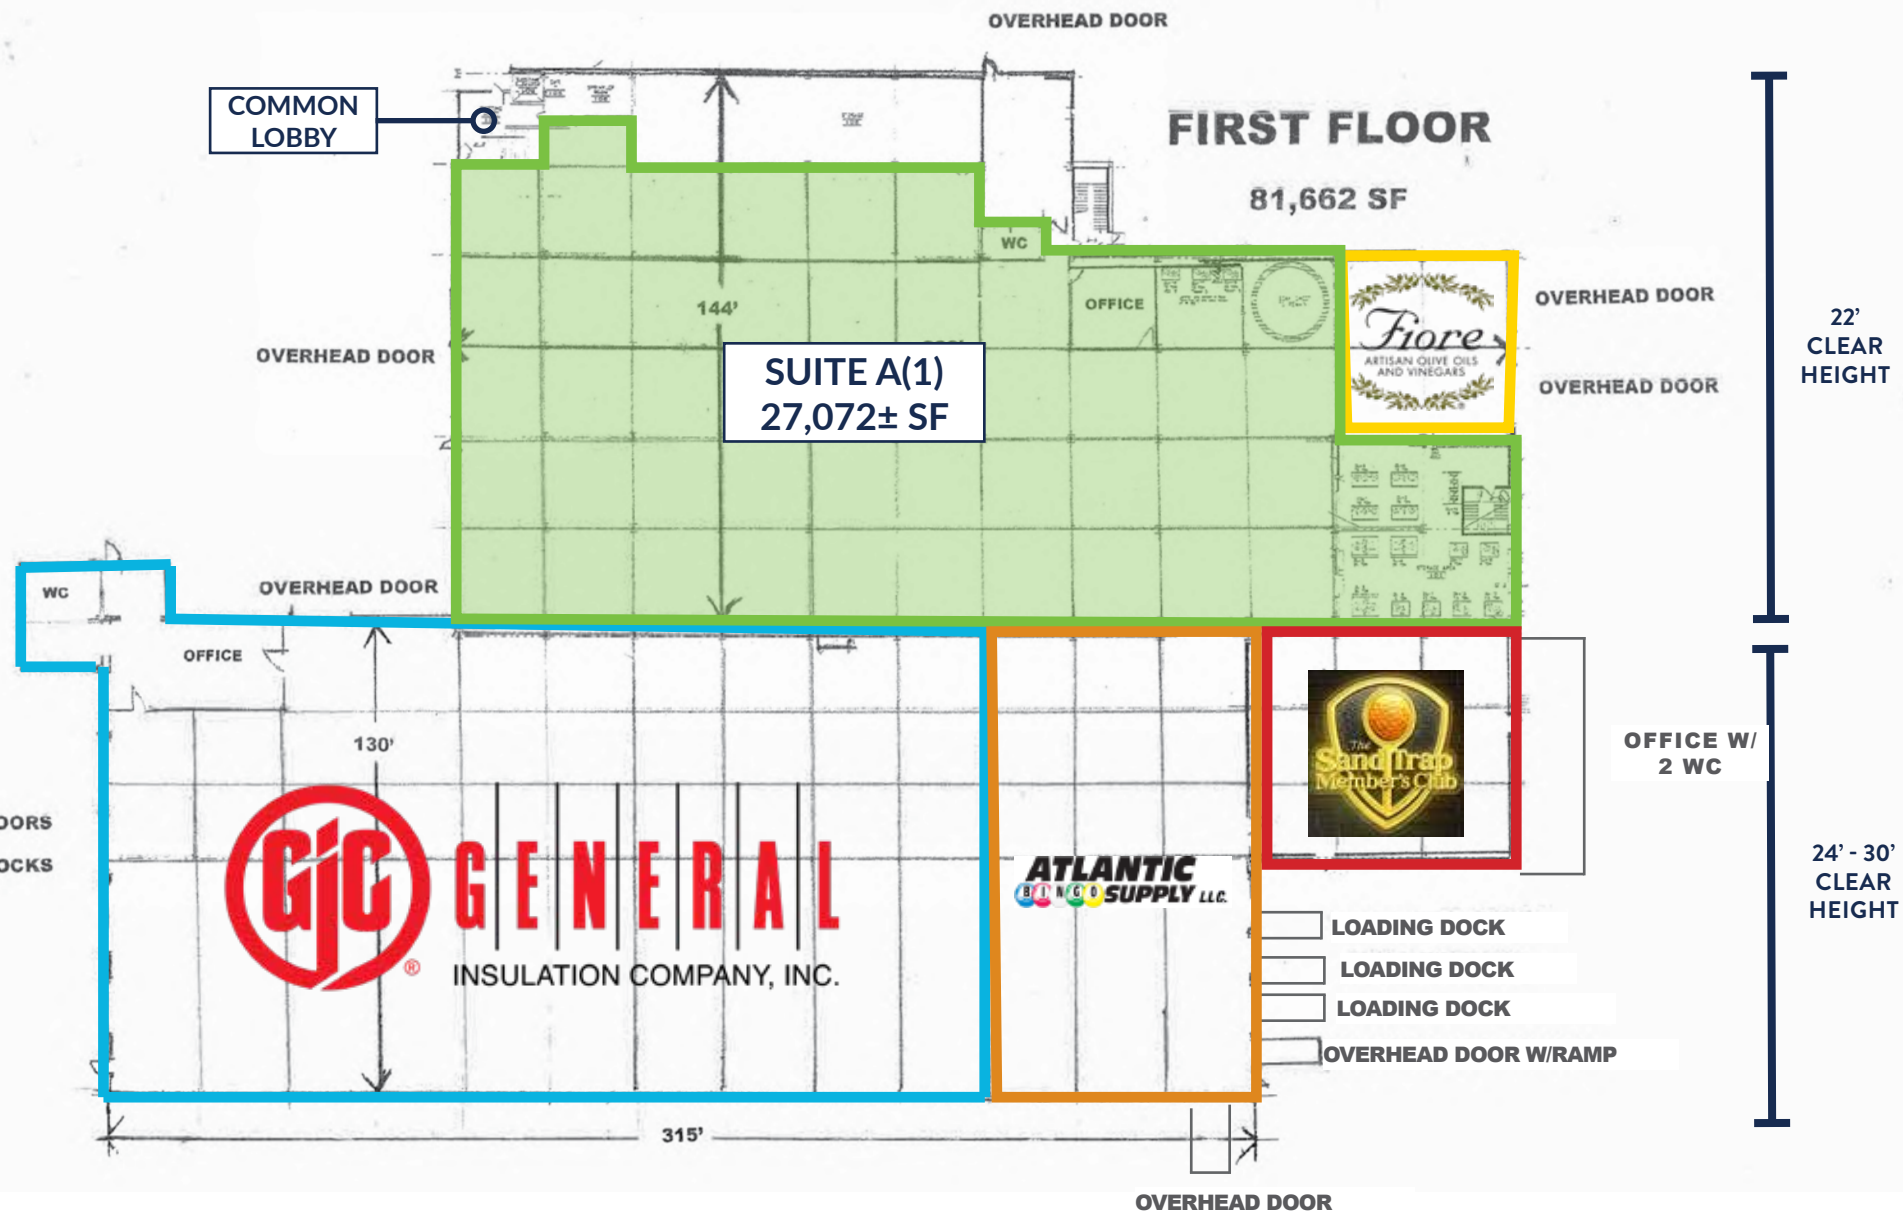 OVERHEAD DOOR
COMMON
LOBBY
FIRST FLOOR
81,662 SF
WC
144'
OFFICE
OVERHEAD DOOR
Fiore
ARTISAN OLIVE OILS
AND VINEGARS
OVERHEAD DOOR
OVERHEAD DOOR
22'
CLEAR
HEIGHT
SUITE A(1)
27,072± SF
WC
OVERHEAD DOOR
OFFICE
130'
OFFICE W/
2 WC
The
Sand Trap
Member's Club
OORS
OCKS
GIC GENERAL
®
INSULATION COMPANY, INC.
ATLANTIC
BINGO SUPPLY LLC.
24' - 30'
CLEAR
HEIGHT
LOADING DOCK
LOADING DOCK
LOADING DOCK
OVERHEAD DOOR W/RAMP
315'
OVERHEAD DOOR